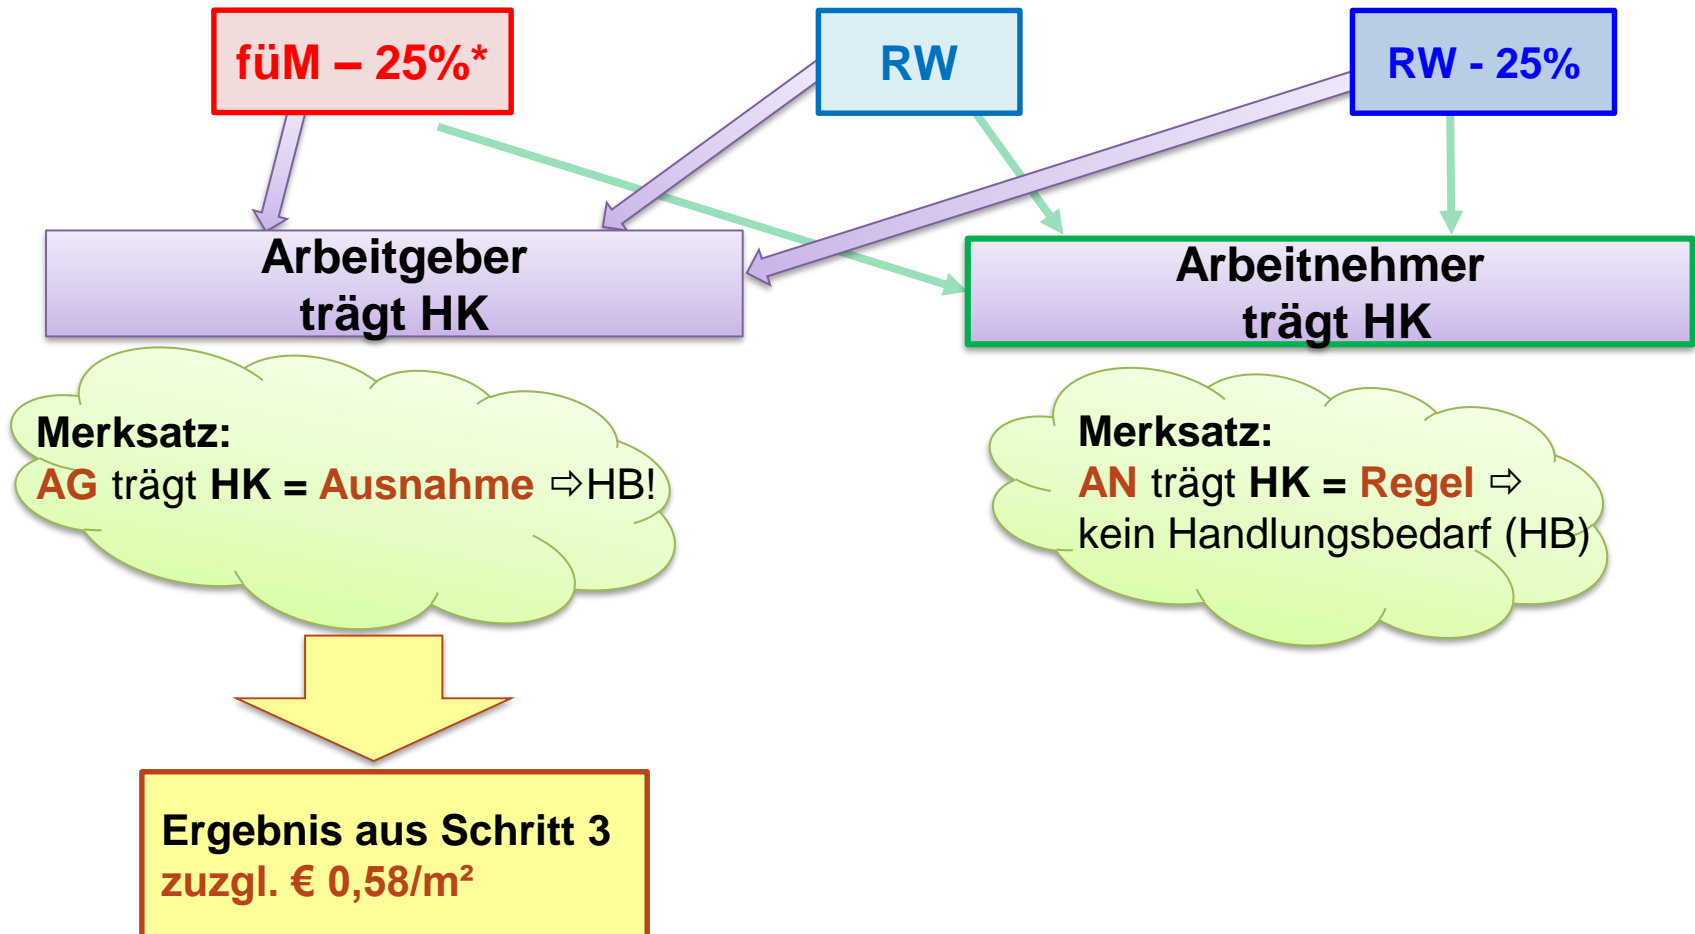 füM – 25%*
RW
RW - 25%
Arbeitgeber
trägt HK
Arbeitnehmer
trägt HK
Merksatz:
AG trägt HK = Ausnahme ⇨HB!
Merksatz:
AN trägt HK = Regel ⇨
kein Handlungsbedarf (HB)
Ergebnis aus Schritt 3
zuzgl. € 0,58/m²